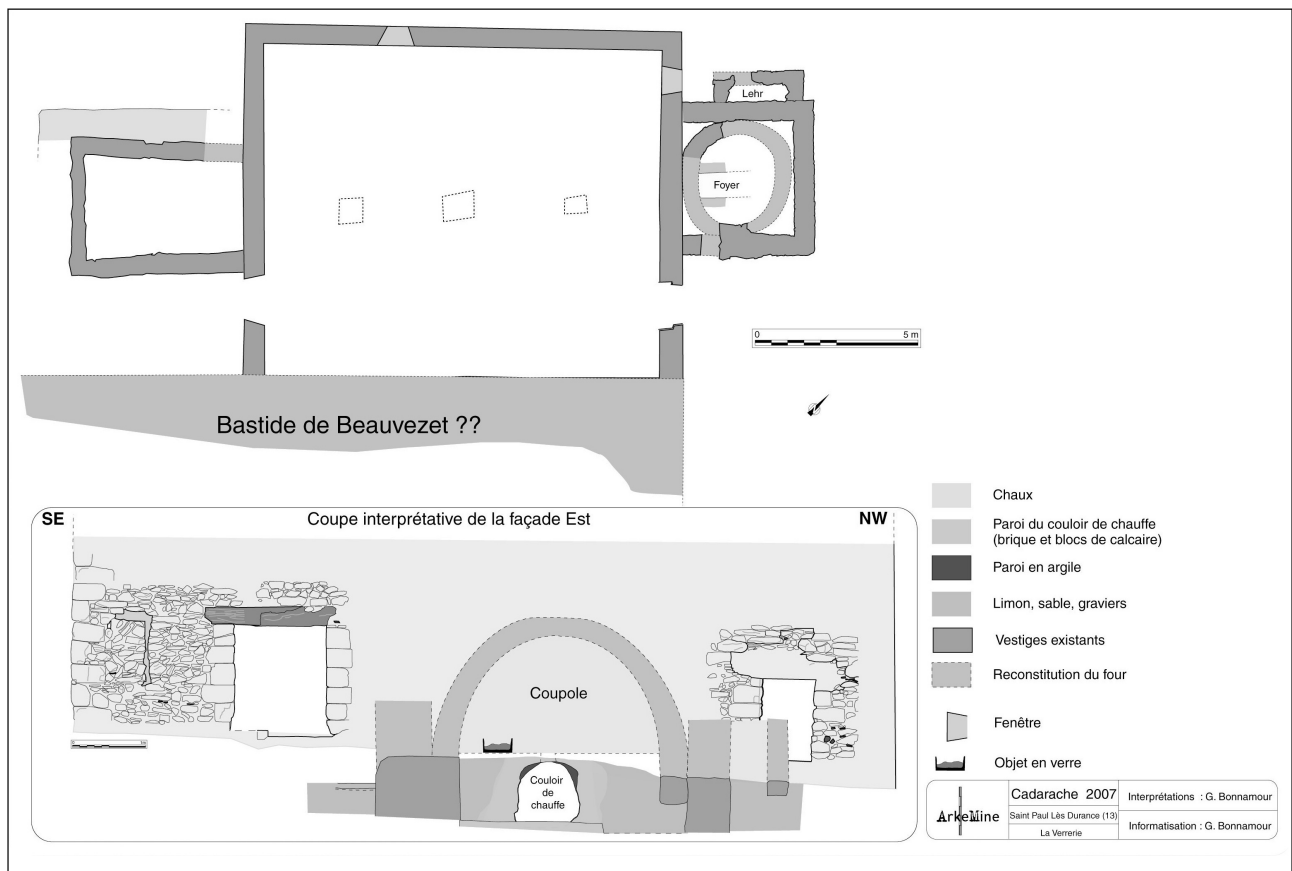 Lehr
Foyer
0 5 m
Bastide de Beauvezet ??
SE
Coupe interprétative de la façade Est
NW
Coupole
Couloir
de
chauffe
Chaux
Paroi du couloir de chauffe
(brique et blocs de calcaire)
Paroi en argile
Limon, sable, graviers
Vestiges existants
Reconstitution du four
Fenêtre
Objet en verre
ArkeMine
Cadarache 2007
Saint Paul Lès Durance (13)
La Verrerie
Interprétations : G. Bonnamour
Informatisation : G. Bonnamour